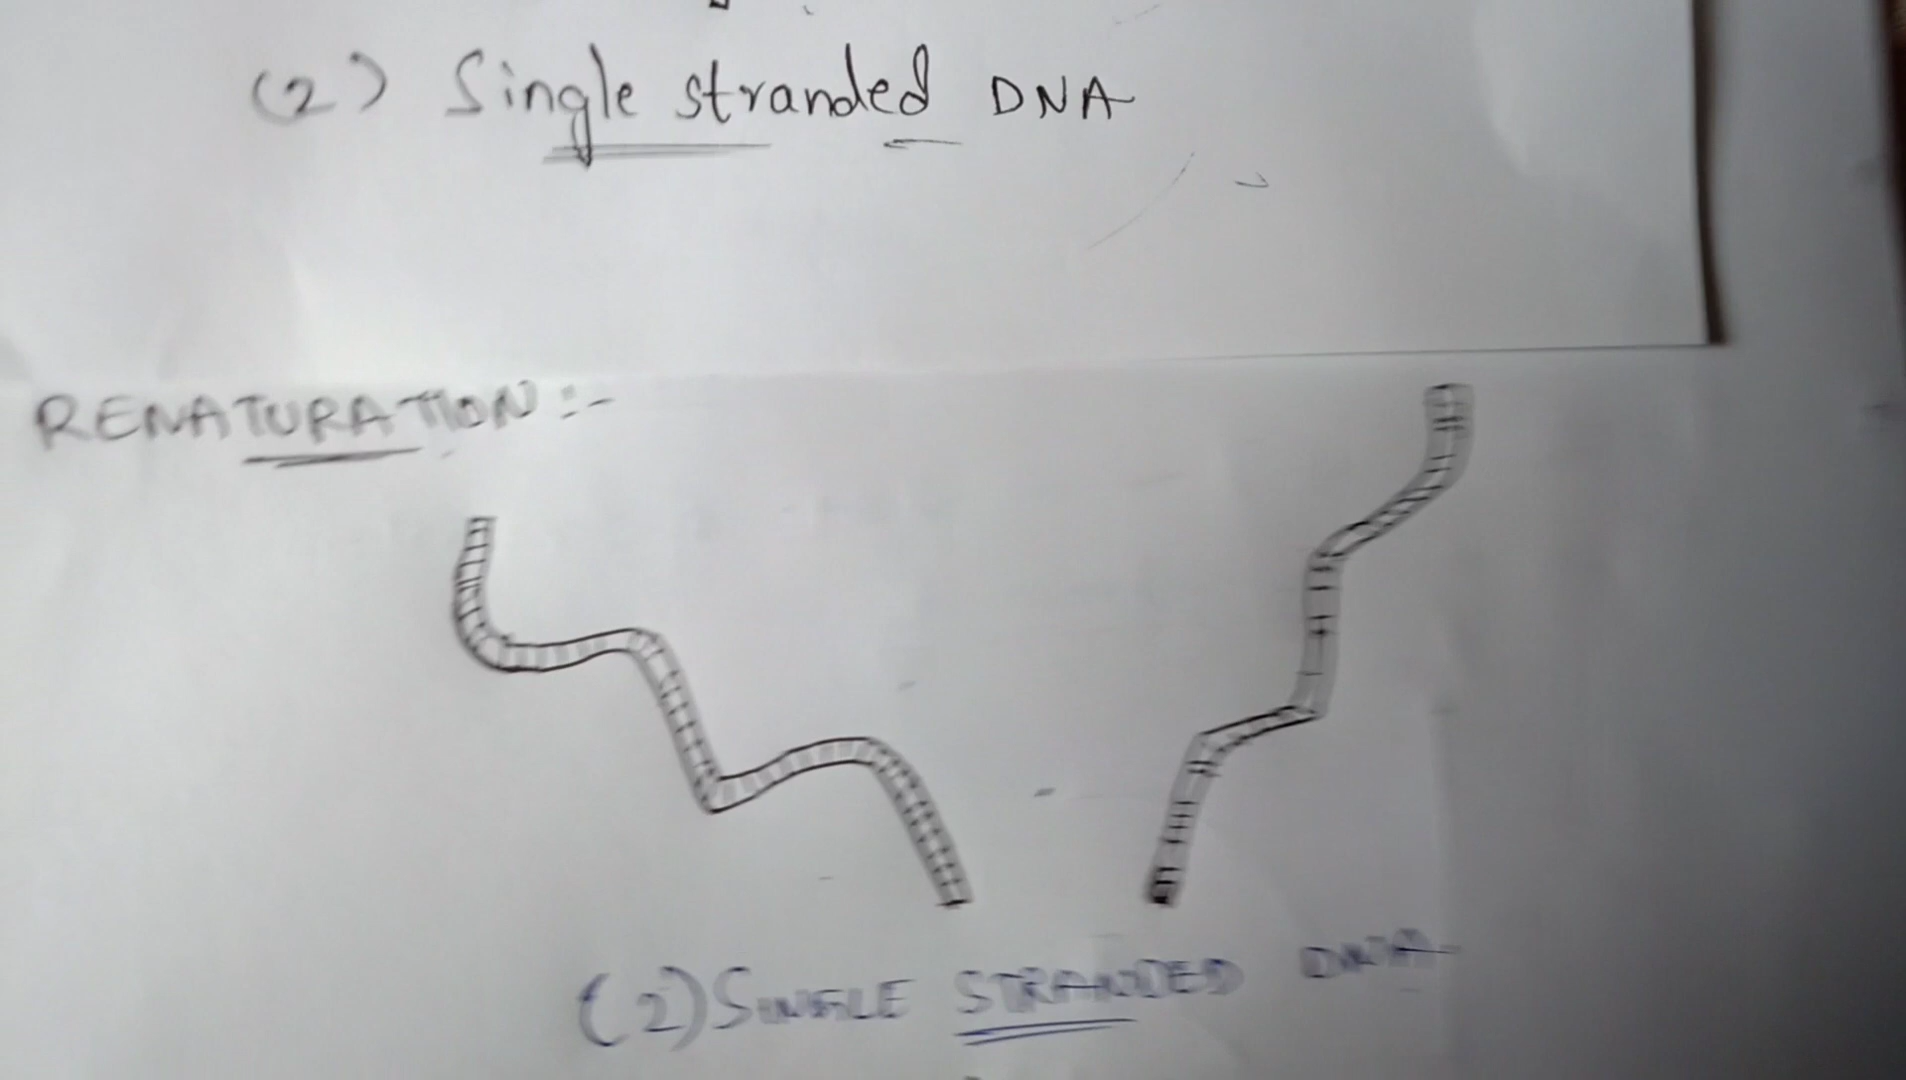 (2) Single stranded DNA
RENATURATION :-
(2) SINGLE STRANDED DNA